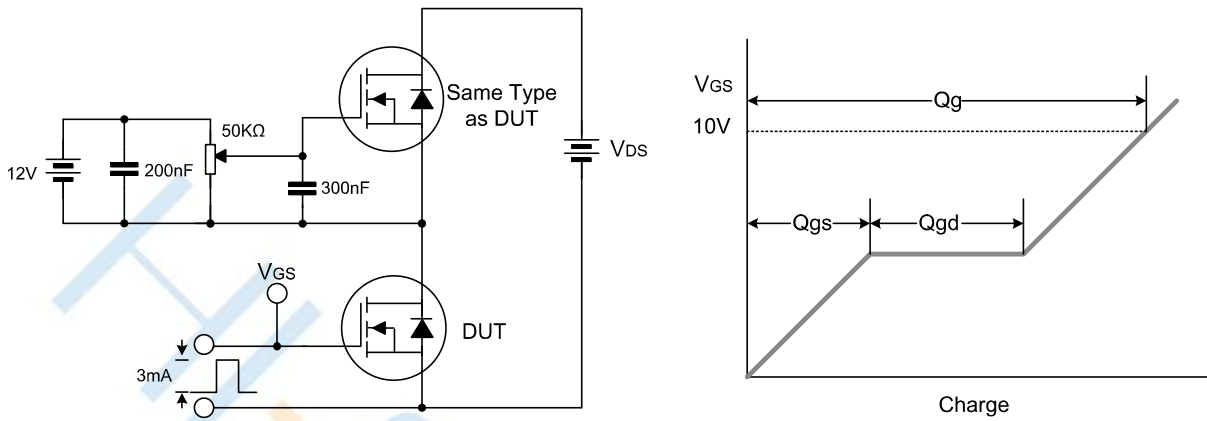 12V
200nF
50KΩ
300nF
Same Type
as DUT
VDS
VGS
DUT
3mA
VGS
10V
Qg
Qgs
Qgd
Charge